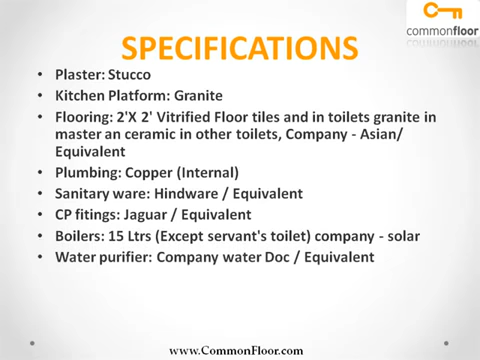 commonfloor
SPECIFICATIONS
• Plaster: Stucco
• Kitchen Platform: Granite
• Flooring: 2'X 2' Vitrified Floor tiles and in toilets granite in
master an ceramic in other toilets, Company - Asian/
Equivalent
• Plumbing: Copper (Internal)
• Sanitary ware: Hindware / Equivalent
• CP fitings: Jaguar / Equivalent
• Boilers: 15 Ltrs (Except servant's toilet) company - solar
• Water purifier: Company water Doc / Equivalent
www.CommonFloor.com